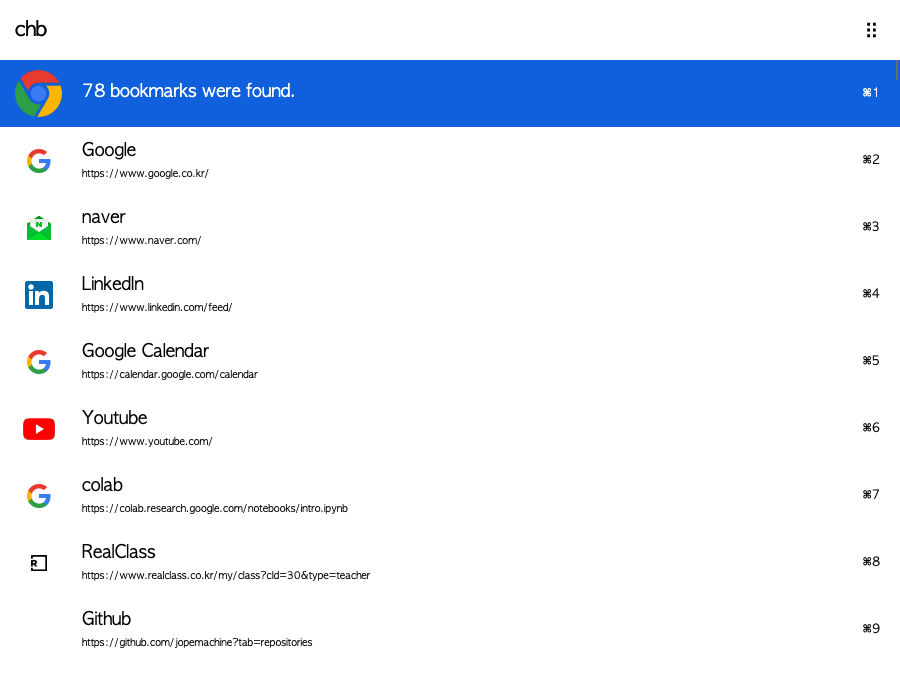 chb
78 bookmarks were found.
⌘1
Google
https://www.google.co.kr/
⌘2
naver
https://www.naver.com/
⌘3
LinkedIn
https://www.linkedin.com/feed/
⌘4
Google Calendar
https://calendar.google.com/calendar
⌘5
Youtube
https://www.youtube.com/
⌘6
colab
https://colab.research.google.com/notebooks/intro.ipynb
⌘7
RealClass
https://www.realclass.co.kr/my/class?cId=30&type=teacher
⌘8
Github
https://github.com/jopemachine?tab=repositories
⌘9